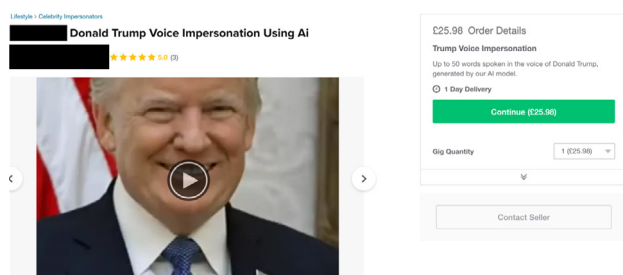 Lifestyle › Celebrity Impersonators
Donald Trump Voice Impersonation Using Ai
5.0 (3)
£25.98 Order Details
Trump Voice Impersonation
Up to 50 words spoken in the voice of Donald Trump,
generated by our AI model.
1 Day Delivery
Continue (£25.98)
Gig Quantity
1 (£25.98)
Contact Seller